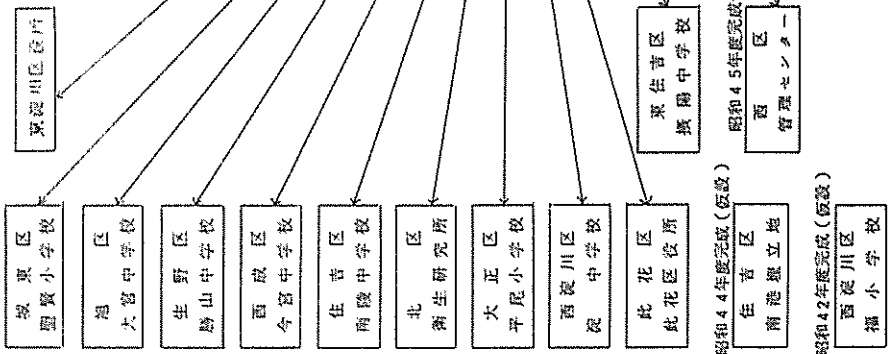 東淀川区役所
城東区
聖賢小学校
旭区
大宮中学校
生野区
勝山中学校
西成区
今宮中学校
住吉区
南陵中学校
北区
衛生研究所
大正区
平尾小学校
西淀川区
淀中学校
此花区
此花区役所
東住吉区
摂陽中学校
昭和45年度完成
西区
管理センター
昭和44年度完成(仮設)
住吉区
南港埋立地
昭和42年度完成(仮設)
西淀川区
福小学校